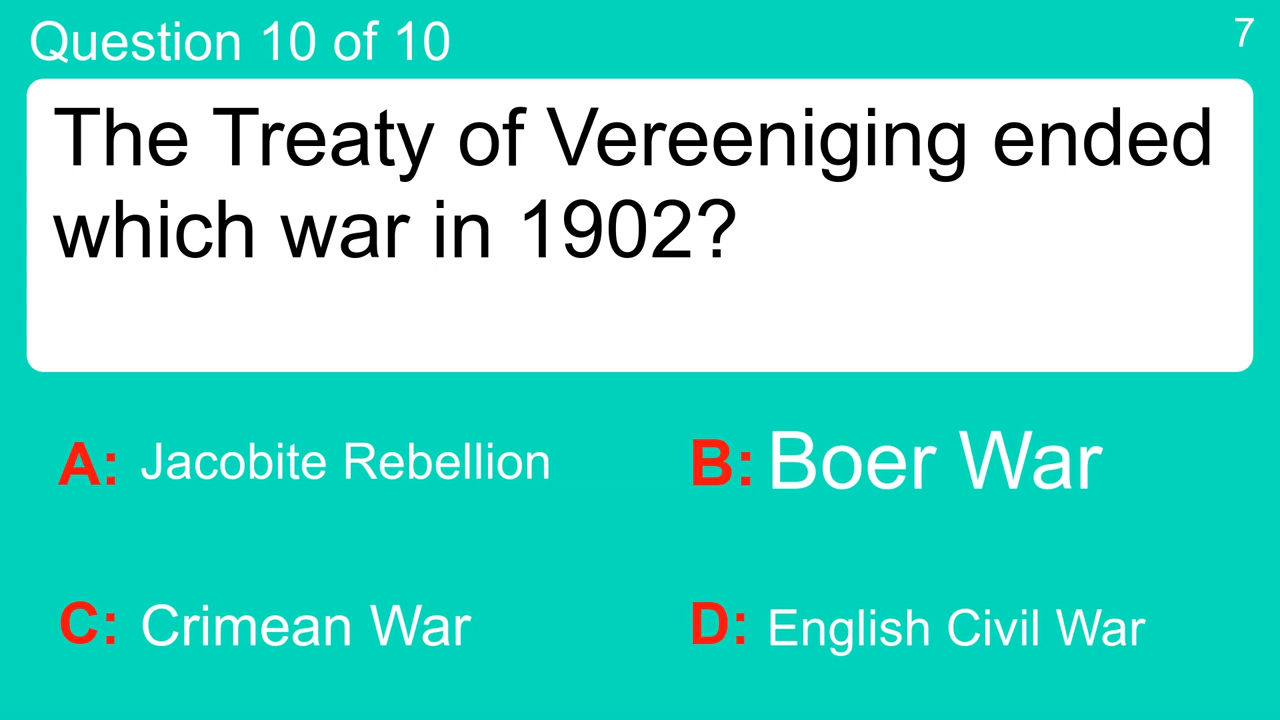 Question 10 of 10
7
The Treaty of Vereeniging ended
which war in 1902?
A: Jacobite Rebellion
B: Boer War
C: Crimean War
D: English Civil War